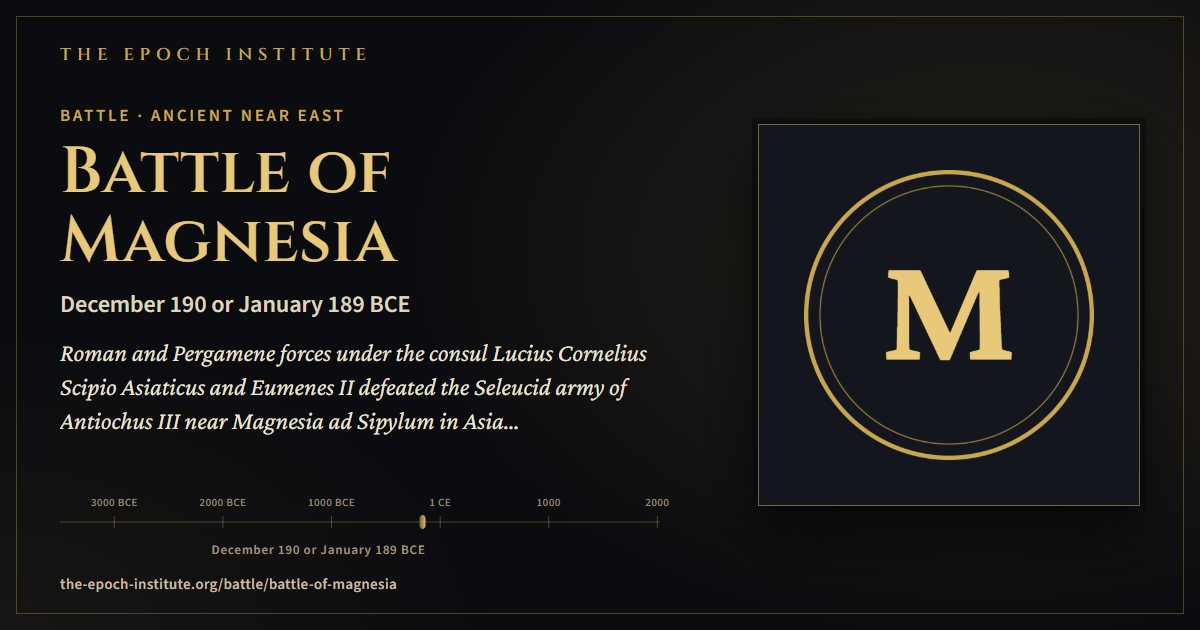 THE EPOCH INSTITUTE
BATTLE · ANCIENT NEAR EAST
BATTLE OF
MAGNESIA
December 190 or January 189 BCE
Roman and Pergamene forces under the consul Lucius Cornelius
Scipio Asiaticus and Eumenes II defeated the Seleucid army of
Antiochus III near Magnesia ad Sipylum in Asia...
M
3000 BCE 2000 BCE 1000 BCE 1 CE 1000 2000
December 190 or January 189 BCE
the-epoch-institute.org/battle/battle-of-magnesia